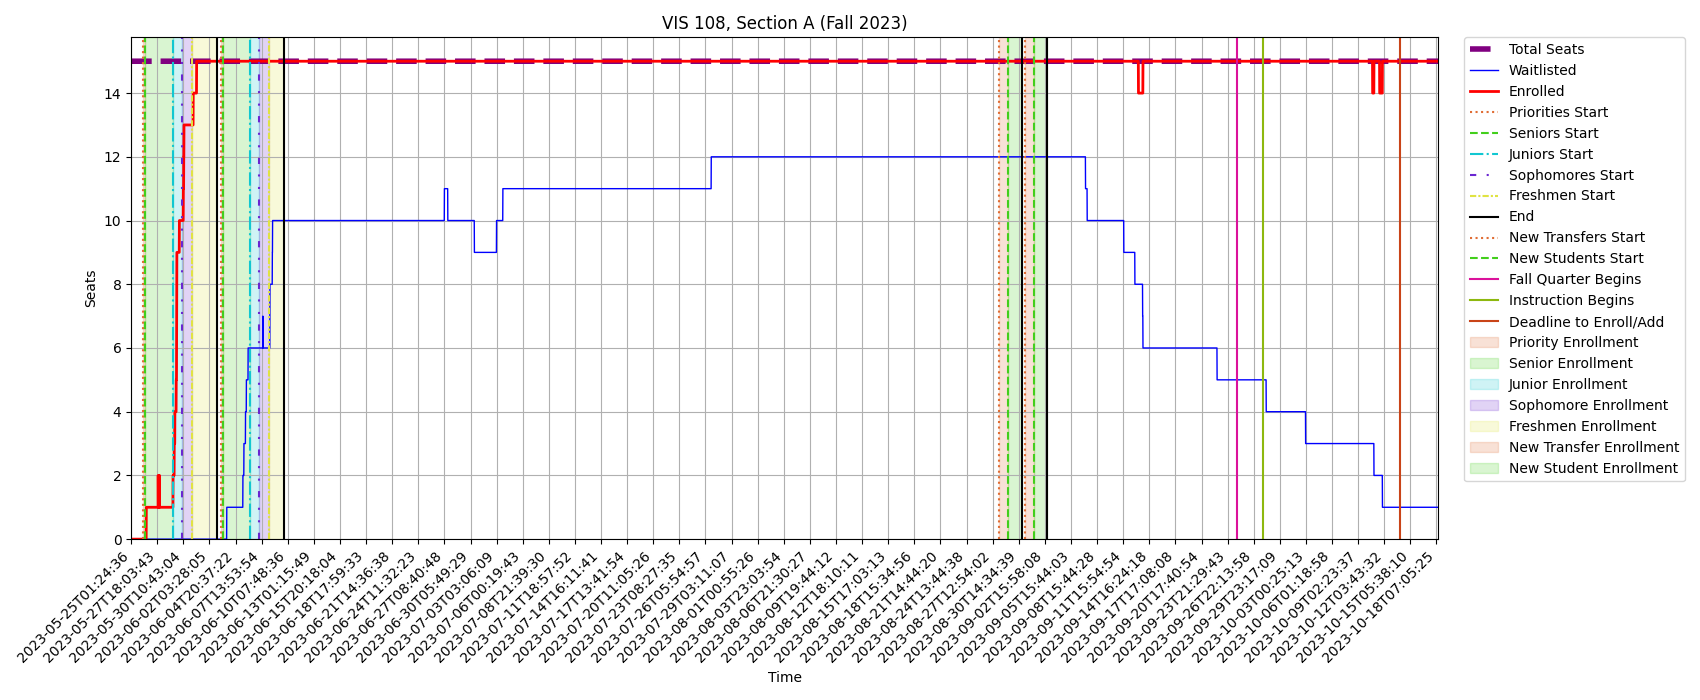 VIS 108, Section A (Fall 2023)
Seats
14
12
10
8
6
4
2
0
2023-05-25T01:24:36
2023-05-27T18:03:43
2023-05-30T10:43:04
2023-06-02T03:28:05
2023-06-04T20:37:22
2023-06-07T13:53:54
2023-06-10T07:48:36
2023-06-13T01:15:49
2023-06-15T20:18:04
2023-06-18T17:59:33
2023-06-21T14:36:38
2023-06-24T11:32:23
2023-06-27T08:40:48
2023-06-30T05:49:29
2023-07-03T03:06:09
2023-07-06T00:19:43
2023-07-08T21:39:30
2023-07-11T18:57:52
2023-07-14T16:11:41
2023-07-17T13:41:54
2023-07-20T11:05:26
2023-07-23T08:27:35
2023-07-26T05:54:57
2023-07-29T03:11:07
2023-08-01T00:55:26
2023-08-03T23:03:54
2023-08-06T21:30:27
2023-08-09T19:44:12
2023-08-12T18:10:11
2023-08-15T17:03:13
2023-08-18T15:34:56
2023-08-21T14:44:20
2023-08-24T13:44:38
2023-08-27T12:54:02
2023-08-30T14:34:39
2023-09-02T15:58:08
2023-09-05T15:44:03
2023-09-08T15:44:28
2023-09-11T15:54:54
2023-09-14T16:24:18
2023-09-17T17:08:08
2023-09-20T17:40:54
2023-09-23T21:29:43
2023-09-26T22:13:58
2023-09-29T23:17:09
2023-10-03T00:25:13
2023-10-06T01:18:58
2023-10-09T02:23:37
2023-10-12T03:43:32
2023-10-15T05:38:10
2023-10-18T07:05:25
Time
Total Seats
Waitlisted
Enrolled
Priorities Start
Seniors Start
Juniors Start
Sophomores Start
Freshmen Start
End
New Transfers Start
New Students Start
Fall Quarter Begins
Instruction Begins
Deadline to Enroll/Add
Priority Enrollment
Senior Enrollment
Junior Enrollment
Sophomore Enrollment
Freshmen Enrollment
New Transfer Enrollment
New Student Enrollment